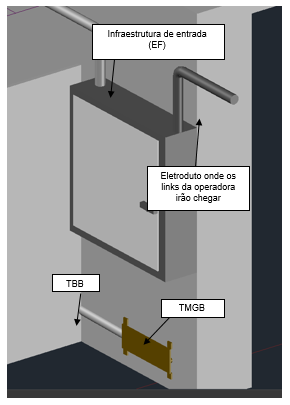 Infraestrutura de entrada
(EF)
Eletroduto onde os
links da operadora
irão chegar
TBB
TMGB